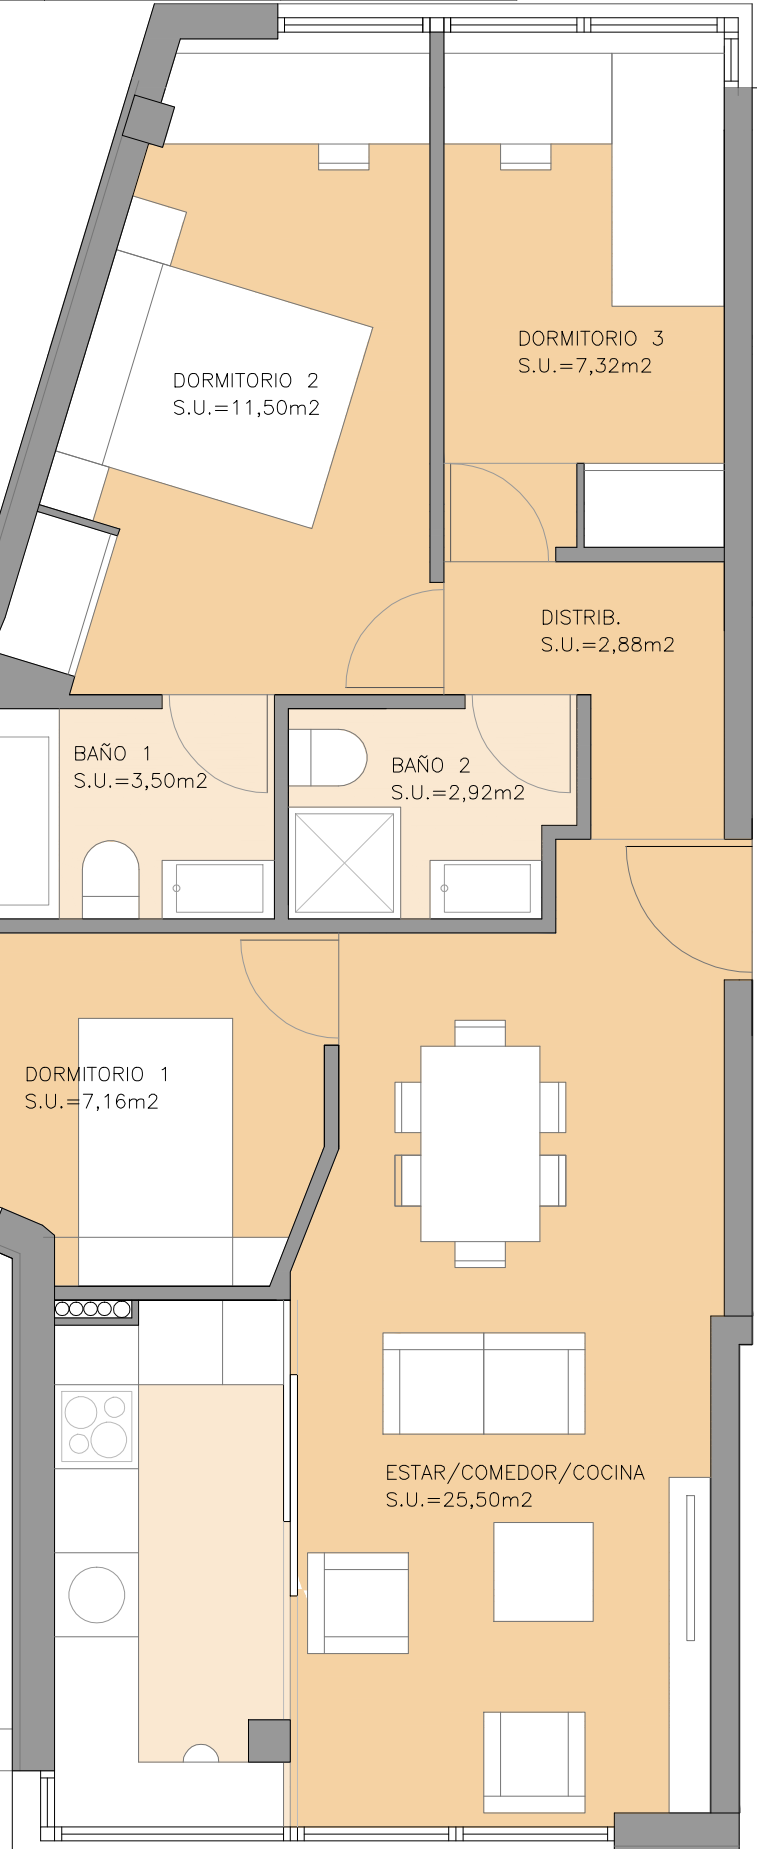 DORMITORIO 3
S.U.=7,32m2
DORMITORIO 2
S.U.=11,50m2
DISTRIB.
S.U.=2,88m2
BAÑO 1
S.U.=3,50m2
BAÑO 2
S.U.=2,92m2
DORMITORIO 1
S.U.=7,16m2
ESTAR/COMEDOR/COCINA
S.U.=25,50m2